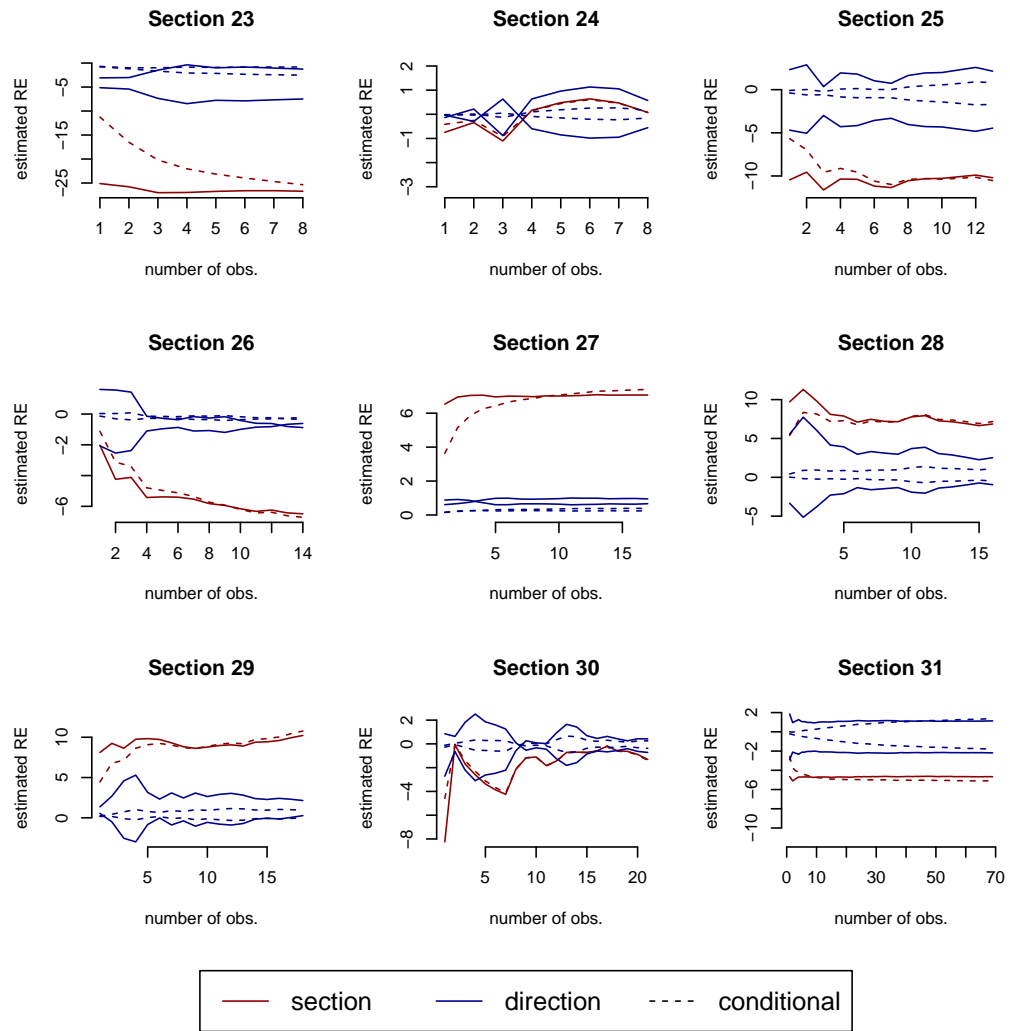 Section 23
estimated RE
-5
-15
-25
1 2 3 4 5 6 7 8
number of obs.
Section 24
estimated RE
2
1
-1
-3
1 2 3 4 5 6 7 8
number of obs.
Section 25
estimated RE
0
-5
-10
2 4 6 8 10 12
number of obs.
Section 26
estimated RE
0
-2
-6
2 4 6 8 10 14
number of obs.
Section 27
estimated RE
6
4
2
0
5 10 15
number of obs.
Section 28
estimated RE
10
5
0
-5
5 10 15
number of obs.
Section 29
estimated RE
10
5
0
5 10 15
number of obs.
Section 30
estimated RE
2
0
-4
-8
5 10 15 20
number of obs.
Section 31
estimated RE
2
-2
-6
-10
0 10 30 50 70
number of obs.
section direction conditional